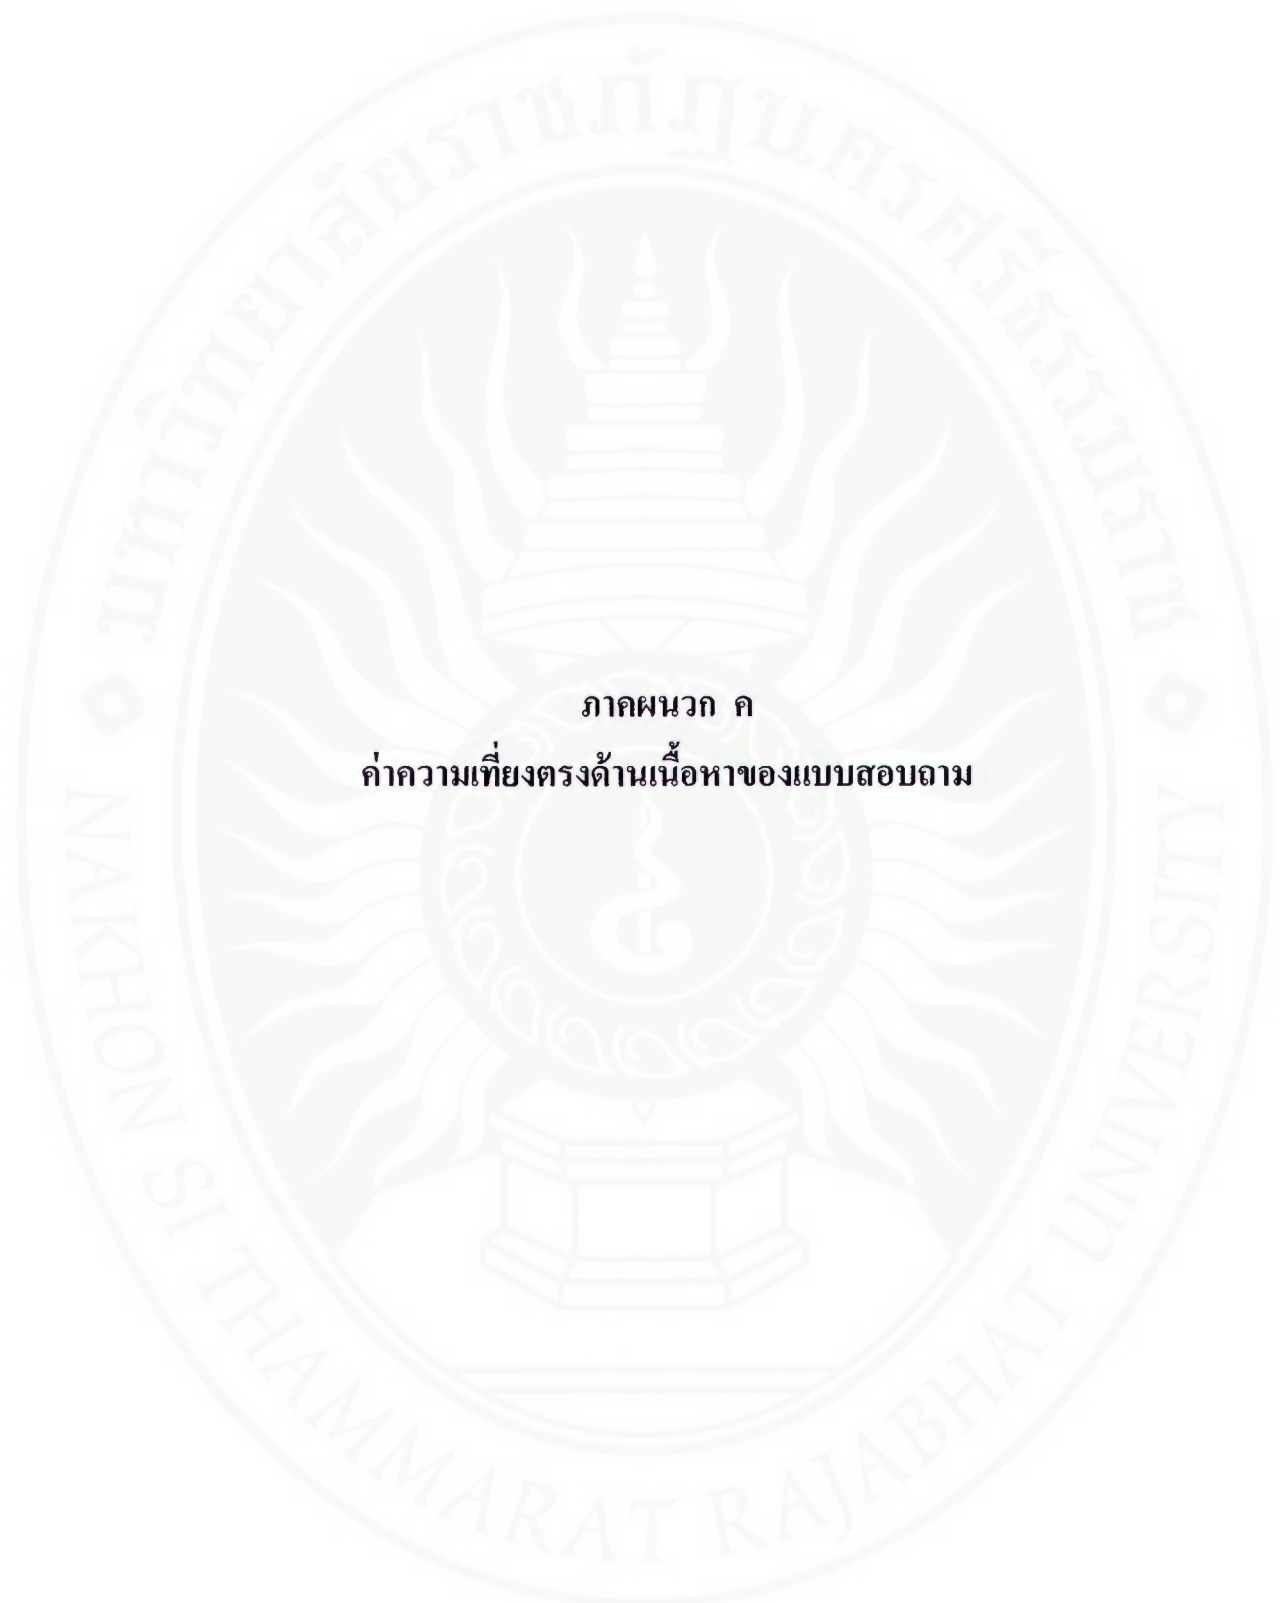 มหาวิทยาลัยราชภัฏนครศรีธรรมราช
ภาคผนวก ค
ค่าความเที่ยงตรงด้านเนื้อหาของแบบสอบถาม
NAKHON SI THAMMARAT RAJABHAT UNIVERSITY